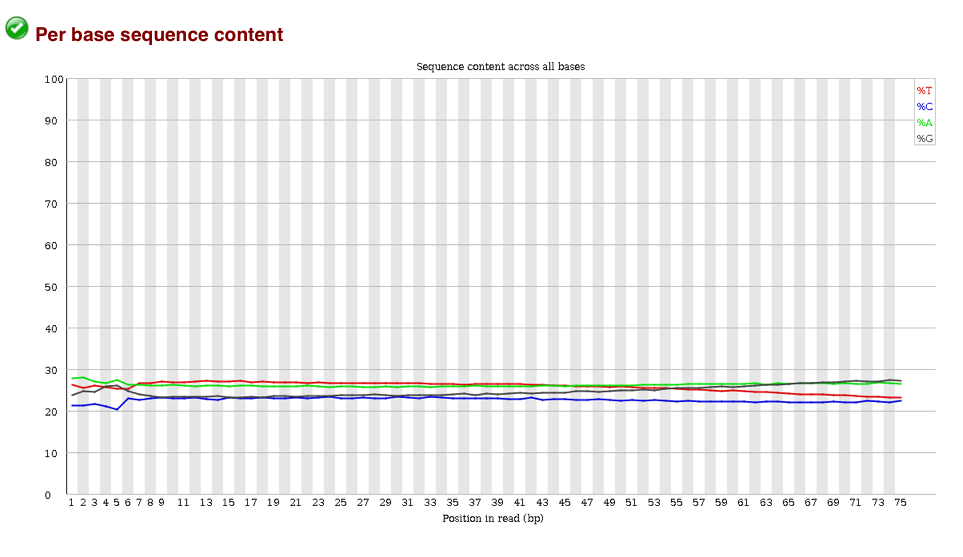 Per base sequence content
Sequence content across all bases
%T
%C
%A
%G
100
90
80
70
60
50
40
30
20
10
0
1 2 3 4 5 6 7 8 9 11 13 15 17 19 21 23 25 27 29 31 33 35 37 39 41 43 45 47 49 51 53 55 57 59 61 63 65 67 69 71 73 75
Position in read (bp)